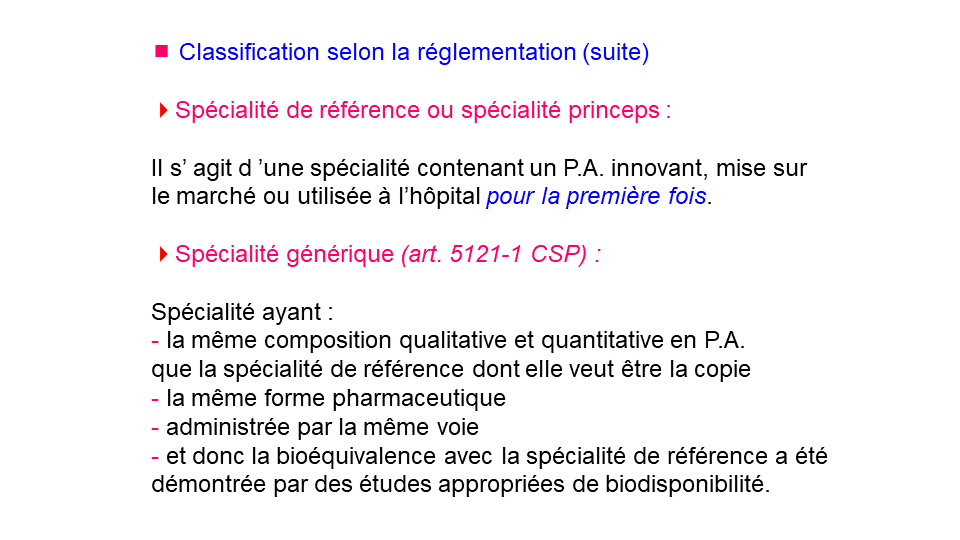 Classification selon la réglementation (suite)
Spécialité de référence ou spécialité princeps :
Il s’ agit d ’une spécialité contenant un P.A. innovant, mise sur
le marché ou utilisée à l’hôpital pour la première fois.
Spécialité générique (art. 5121-1 CSP) :
Spécialité ayant :
- la même composition qualitative et quantitative en P.A.
que la spécialité de référence dont elle veut être la copie
- la même forme pharmaceutique
- administrée par la même voie
- et donc la bioéquivalence avec la spécialité de référence a été
démontrée par des études appropriées de biodisponibilité.